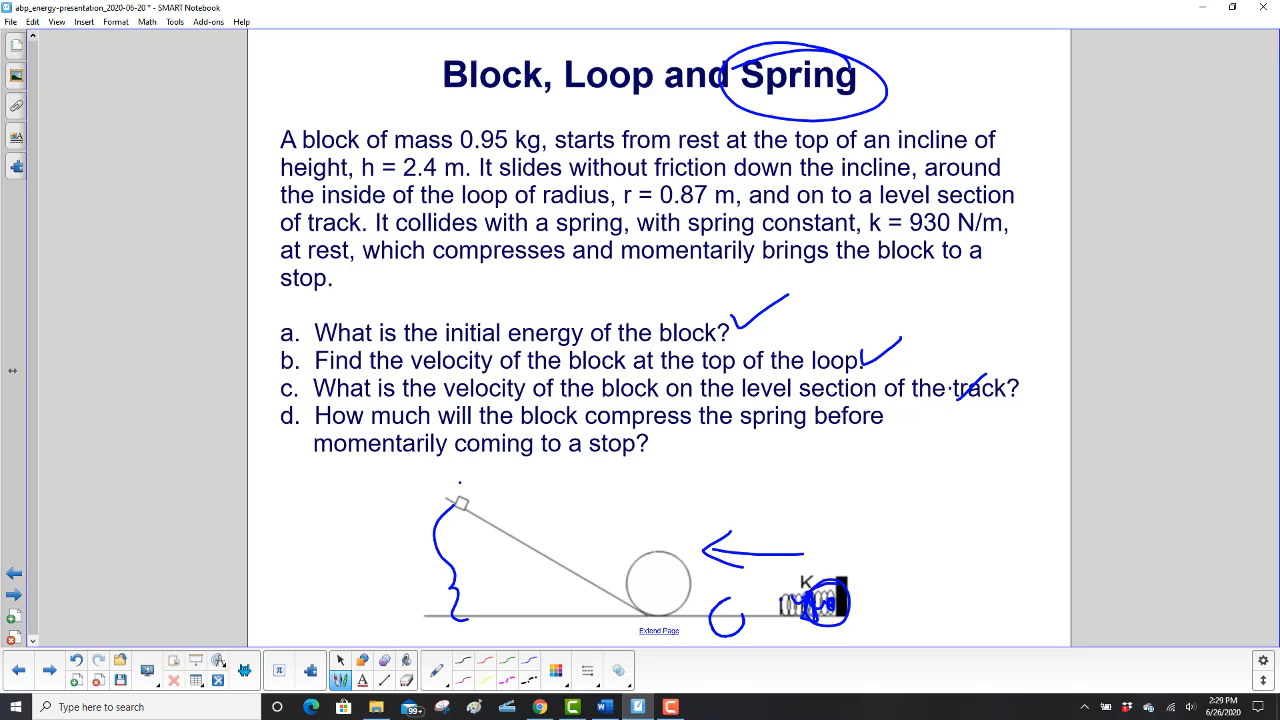 abp_energy-presentation_2020-06-20 * - SMART Notebook
File Edit View Insert Format Math Tools Add-ons Help
Block, Loop and Spring
A block of mass 0.95 kg, starts from rest at the top of an incline of
height, h = 2.4 m. It slides without friction down the incline, around
the inside of the loop of radius, r = 0.87 m, and on to a level section
of track. It collides with a spring, with spring constant, k = 930 N/m,
at rest, which compresses and momentarily brings the block to a
stop.
a. What is the initial energy of the block?
b. Find the velocity of the block at the top of the loop.
c. What is the velocity of the block on the level section of the track?
d. How much will the block compress the spring before
momentarily coming to a stop?
K
Extend Page
Type here to search
99+
2:29 PM
6/26/2020